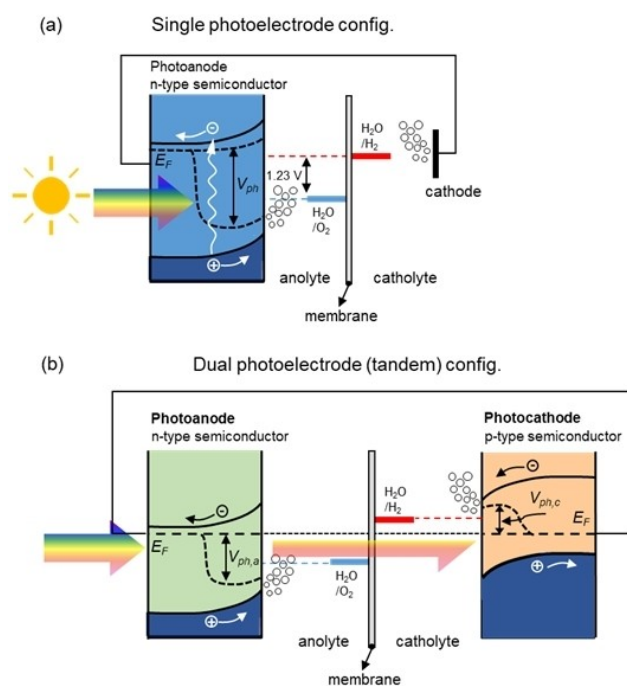 (a) Single photoelectrode config.
Photoanode
n-type semiconductor
⊖
E_F
V_ph
1.23 V
H₂O
/H₂
H₂O
/O₂
cathode
⊕
anolyte
catholyte
membrane
(b) Dual photoelectrode (tandem) config.
Photoanode
n-type semiconductor
Photocathode
p-type semiconductor
⊖
⊖
H₂O
/H₂
V_ph,c
E_F
E_F
V_ph,a
H₂O
/O₂
⊕
⊕
anolyte
catholyte
membrane